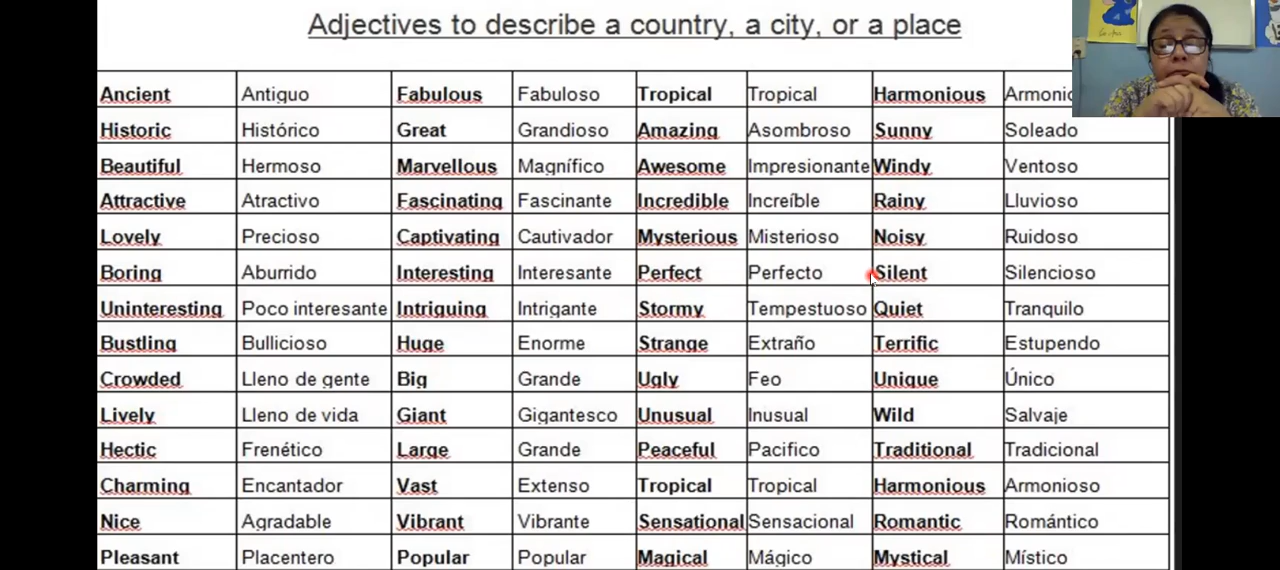 Adjectives to describe a country, a city, or a place
Ancient Antiguo Fabulous Fabuloso Tropical Tropical Harmonious Armonio
Historic Histórico Great Grandioso Amazing Asombroso Sunny Soleado
Beautiful Hermoso Marvellous Magnífico Awesome Impresionante Windy Ventoso
Attractive Atractivo Fascinating Fascinante Incredible Increíble Rainy Lluvioso
Lovely Precioso Captivating Cautivador Mysterious Misterioso Noisy Ruidoso
Boring Aburrido Interesting Interesante Perfect Perfecto Silent Silencioso
Uninteresting Poco interesante Intriguing Intrigante Stormy Tempestuoso Quiet Tranquilo
Bustling Bullicioso Huge Enorme Strange Extraño Terrific Estupendo
Crowded Lleno de gente Big Grande Ugly Feo Unique Único
Lively Lleno de vida Giant Gigantesco Unusual Inusual Wild Salvaje
Hectic Frenético Large Grande Peaceful Pacifico Traditional Tradicional
Charming Encantador Vast Extenso Tropical Tropical Harmonious Armonioso
Nice Agradable Vibrant Vibrante Sensational Sensacional Romantic Romántico
Pleasant Placentero Popular Popular Magical Mágico Mystical Místico